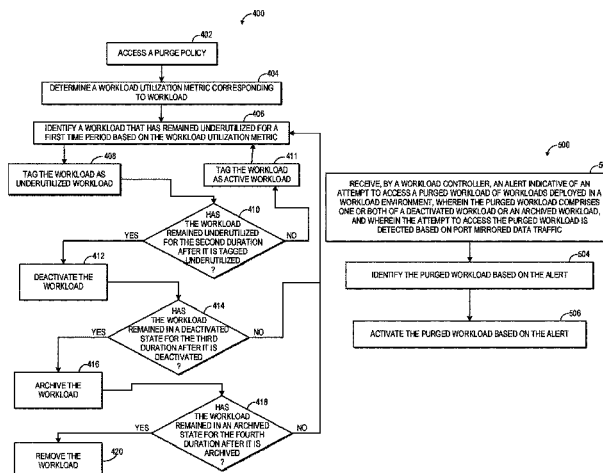 400
402
ACCESS A PURGE POLICY
404
DETERMINE A WORKLOAD UTILIZATION METRIC CORRESPONDING
TO WORKLOAD
406
IDENTIFY A WORKLOAD THAT HAS REMAINED UNDERUTILIZED FOR A
FIRST TIME PERIOD BASED ON THE WORKLOAD UTILIZATION METRIC
408
TAG THE WORKLOAD AS
UNDERUTILIZED WORKLOAD
411
TAG THE WORKLOAD
AS ACTIVE WORKLOAD
410
HAS
THE WORKLOAD
REMAINED UNDERUTILIZED
FOR THE SECOND DURATION
AFTER IT IS TAGGED
UNDERUTILIZED
?
YES
NO
412
DEACTIVATE THE
WORKLOAD
414
HAS
THE WORKLOAD
REMAINED IN A DEACTIVATED
STATE FOR THE THIRD
DURATION AFTER IT IS
DEACTIVATED
?
YES
NO
416
ARCHIVE THE
WORKLOAD
418
HAS
THE WORKLOAD
REMAINED IN AN ARCHIVED
STATE FOR THE FOURTH
DURATION AFTER IT IS
ARCHIVED
?
YES
NO
REMOVE THE
WORKLOAD
420
500
RECEIVE, BY A WORKLOAD CONTROLLER, AN ALERT INDICATIVE OF AN
ATTEMPT TO ACCESS A PURGED WORKLOAD OF WORKLOADS DEPLOYED IN A
WORKLOAD ENVIRONMENT, WHEREIN THE PURGED WORKLOAD COMPRISES
ONE OR BOTH OF A DEACTIVATED WORKLOAD OR AN ARCHIVED WORKLOAD,
AND WHEREIN THE ATTEMPT TO ACCESS THE PURGED WORKLOAD IS
DETECTED BASED ON PORT MIRRORED DATA TRAFFIC
504
IDENTIFY THE PURGED WORKLOAD BASED ON THE ALERT
506
ACTIVATE THE PURGED WORKLOAD BASED ON THE ALERT